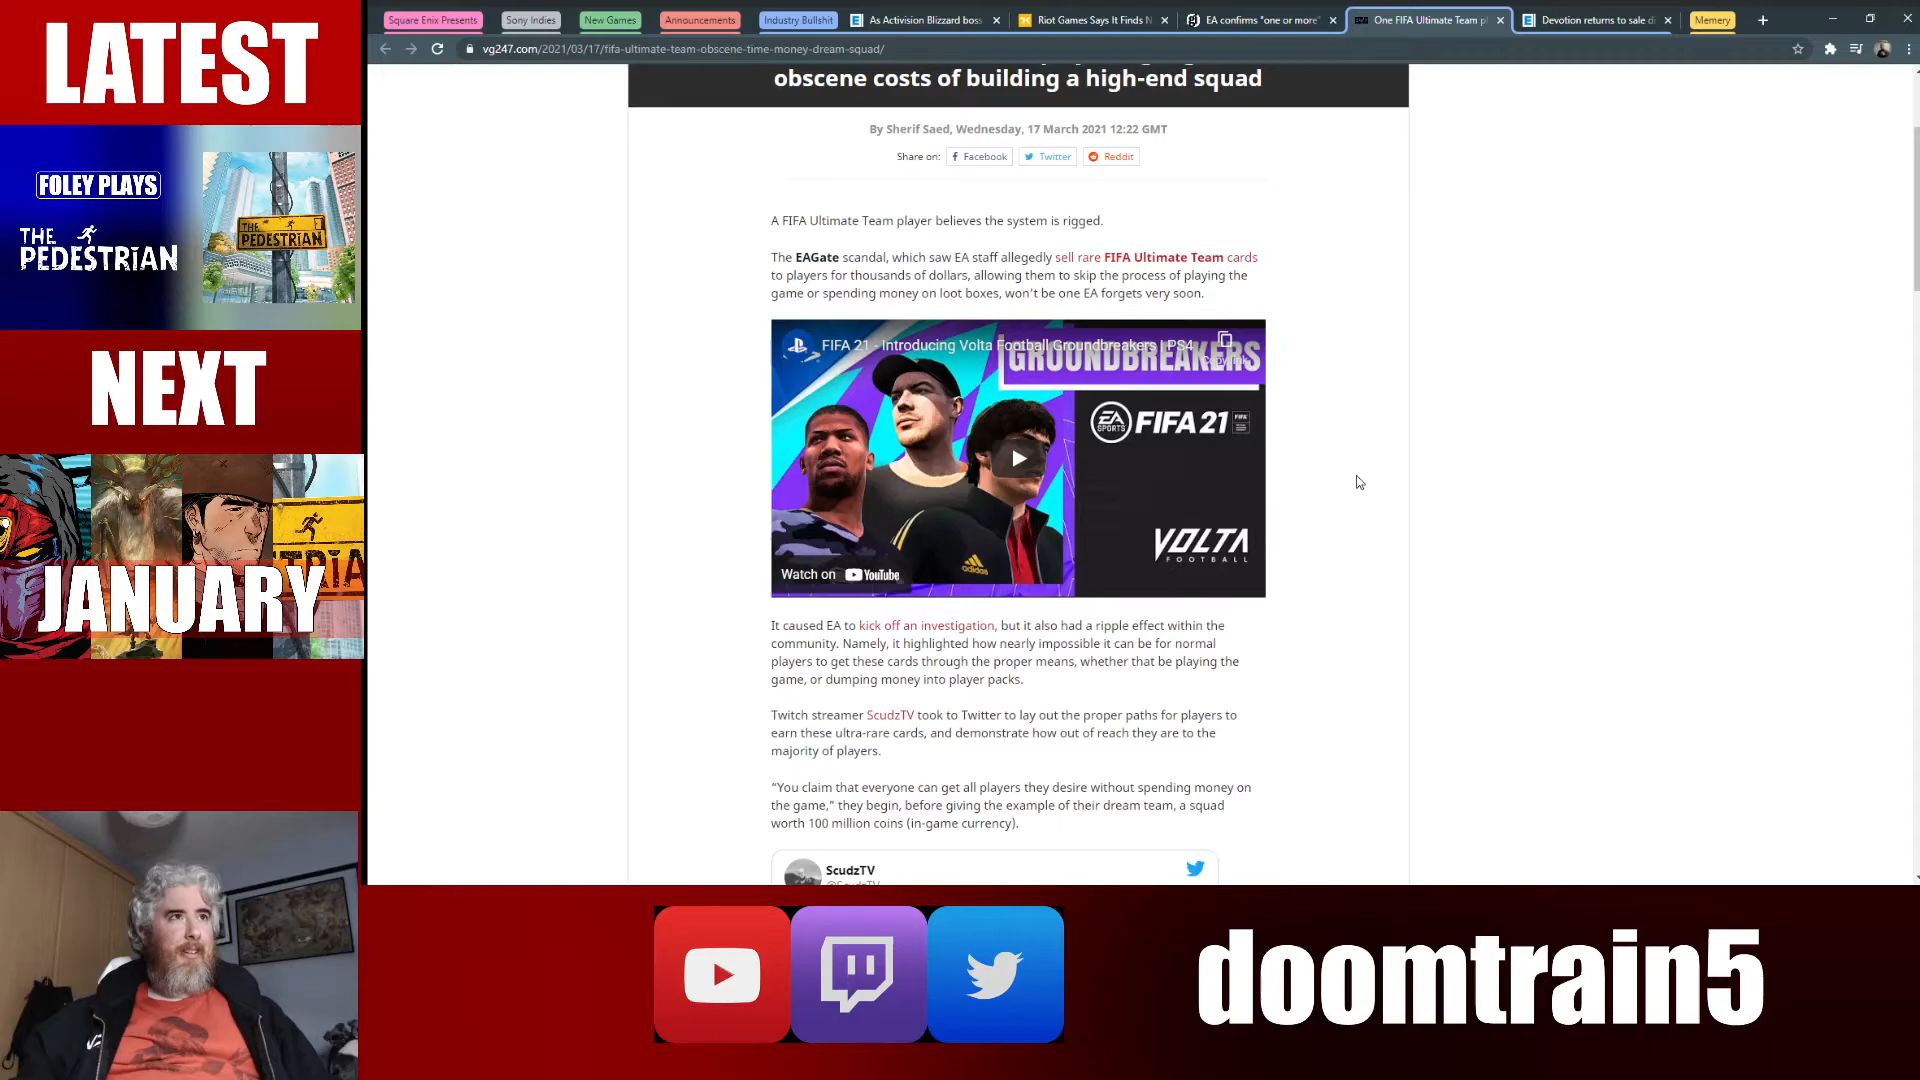 LATEST
FOLEY PLAYS
THE
PEDESTRIAN
THE
PEDESTRIAN
NEXT
JANUARY
Square Enix Presents
Sony Indies
New Games
Announcements
Industry Bullshit
As Activision Blizzard bos
Riot Games Says It Finds N
EA confirms "one or more"
One FIFA Ultimate Team p
Devotion returns to sale d
Memery
vg247.com/2021/03/17/fifa-ultimate-team-obscene-time-money-dream-squad/
obscene costs of building a high-end squad
By Sherif Saed, Wednesday, 17 March 2021 12:22 GMT
Share on: Facebook Twitter Reddit
A FIFA Ultimate Team player believes the system is rigged.
The EAGate scandal, which saw EA staff allegedly sell rare FIFA Ultimate Team cards
to players for thousands of dollars, allowing them to skip the process of playing the
game or spending money on loot boxes, won't be one EA forgets very soon.
FIFA 21 - Introducing Volta Football Groundbreakers | PS4
Copy link
GROUNDBREAKERS
EA SPORTS FIFA 21
VOLTA
FOOTBALL
adidas
Watch on YouTube
It caused EA to kick off an investigation, but it also had a ripple effect within the
community. Namely, it highlighted how nearly impossible it can be for normal
players to get these cards through the proper means, whether that be playing the
game, or dumping money into player packs.
Twitch streamer ScudzTV took to Twitter to lay out the proper paths for players to
earn these ultra-rare cards, and demonstrate how out of reach they are to the
majority of players.
“You claim that everyone can get all players they desire without spending money on
the game,” they begin, before giving the example of their dream team, a squad
worth 100 million coins (in-game currency).
ScudzTV
@ScudzTV
doomtrain5